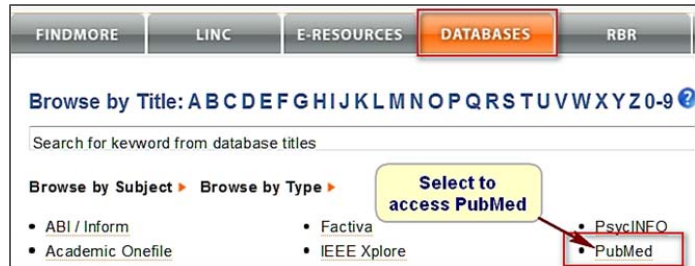 FINDMORE LINC E-RESOURCES DATABASES RBR
Browse by Title: A B C D E F G H I J K L M N O P Q R S T U V W X Y Z 0-9 ?
Search for keyword from database titles
Browse by Subject Browse by Type
Select to
access PubMed
• ABI / Inform • Factiva • PsycINFO
• Academic Onefile • IEEE Xplore • PubMed